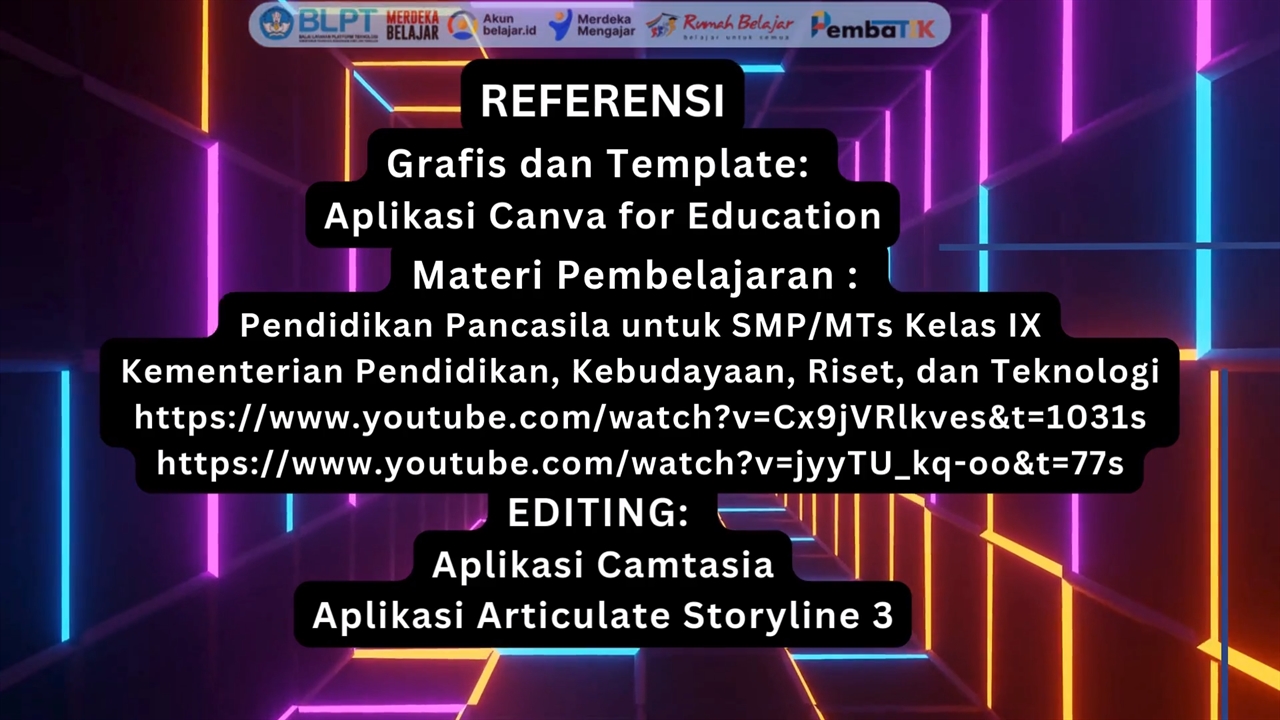 BLPT
MERDEKA
BELAJAR
Akun
belajar.id
Merdeka
Mengajar
Rumah Belajar
belajar untuk semua
PembaTIK
REFERENSI
Grafis dan Template:
Aplikasi Canva for Education
Materi Pembelajaran :
Pendidikan Pancasila untuk SMP/MTs Kelas IX
Kementerian Pendidikan, Kebudayaan, Riset, dan Teknologi
https://www.youtube.com/watch?v=Cx9jVRlkves&t=1031s
https://www.youtube.com/watch?v=jyyTU_kq-oo&t=77s
EDITING:
Aplikasi Camtasia
Aplikasi Articulate Storyline 3